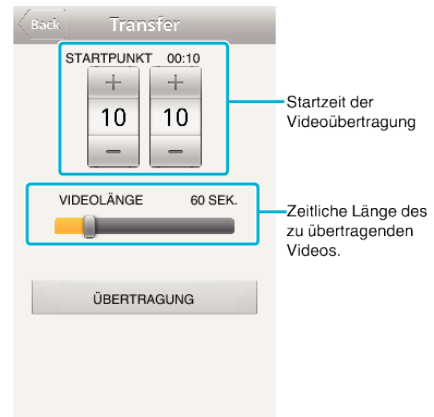 Back Transfer
STARTPUNKT 00:10
10 10
Startzeit der
Videoübertragung
VIDEOLÄNGE 60 SEK.
Zeitliche Länge des
zu übertragenden
Videos.
ÜBERTRAGUNG